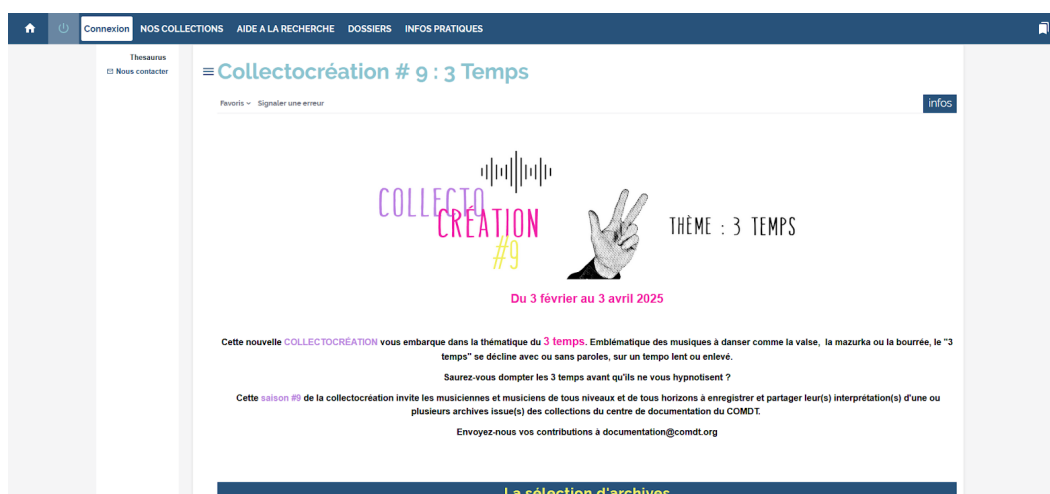 Connexion NOS COLLECTIONS AIDE A LA RECHERCHE DOSSIERS INFOS PRATIQUES
Thesaurus
Nous contacter
Collectocréation # 9 : 3 Temps
Favoris Signaler une erreur
infos
COLLECTO
CRÉATION
#9
THÈME : 3 TEMPS
Du 3 février au 3 avril 2025
Cette nouvelle COLLECTOCRÉATION vous embarque dans la thématique du 3 temps. Emblématique des musiques à danser comme la valse, la mazurka ou la bourrée, le "3
temps" se décline avec ou sans paroles, sur un tempo lent ou enlevé.
Saurez-vous dompter les 3 temps avant qu'ils ne vous hypnotisent ?
Cette saison #9 de la collectocréation invite les musiciennes et musiciens de tous niveaux et de tous horizons à enregistrer et partager leur(s) interprétation(s) d'une ou
plusieurs archives issue(s) des collections du centre de documentation du COMDT.
Envoyez-nous vos contributions à documentation@comdt.org
La sélection d'archives